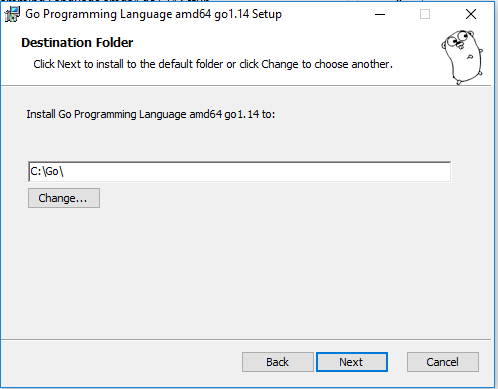 Go Programming Language amd64 go1.14 Setup
Destination Folder
Click Next to install to the default folder or click Change to choose another.
Install Go Programming Language amd64 go1.14 to:
C:\Go\
Change...
Back
Next
Cancel